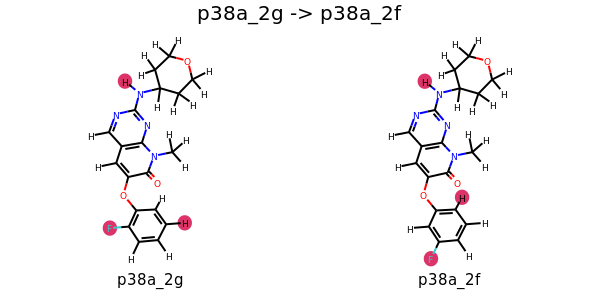 p38a_2g -> p38a_2f
H H H H
H O H H O H
H H H H
H N H H H N H H H
N N
H N H H N H
H N H H N H
H O H H O H
O H O H
F H H H
H H F H
p38a_2g p38a_2f